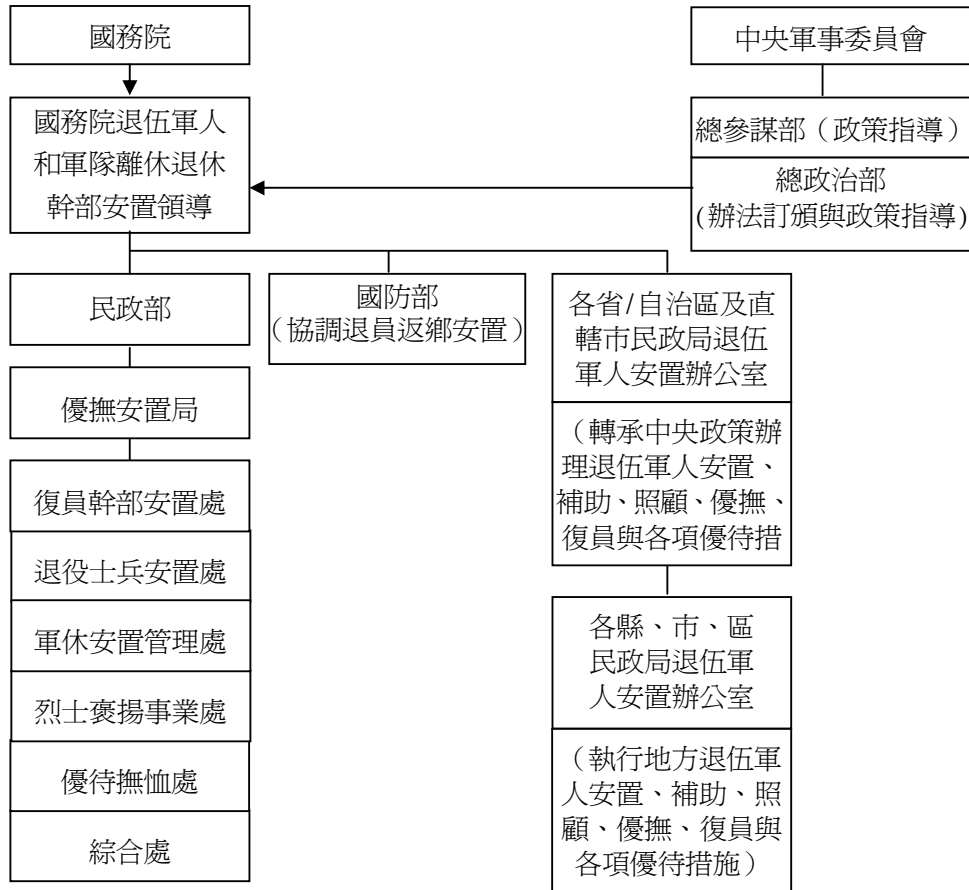 國務院
中央軍事委員會
國務院退伍軍人
和軍隊離休退休
幹部安置領導
總參謀部（政策指導）
總政治部
(辦法訂頒與政策指導)
民政部
國防部
（協調退員返鄉安置）
各省/自治區及直
轄市民政局退伍
軍人安置辦公室
優撫安置局
（轉承中央政策辦
理退伍軍人安置、
補助、照顧、優撫、
復員與各項優待措
復員幹部安置處
退役士兵安置處
軍休安置管理處
烈士褒揚事業處
優待撫恤處
綜合處
各縣、市、區
民政局退伍軍
人安置辦公室
（執行地方退伍軍
人安置、補助、照
顧、優撫、復員與
各項優待措施）